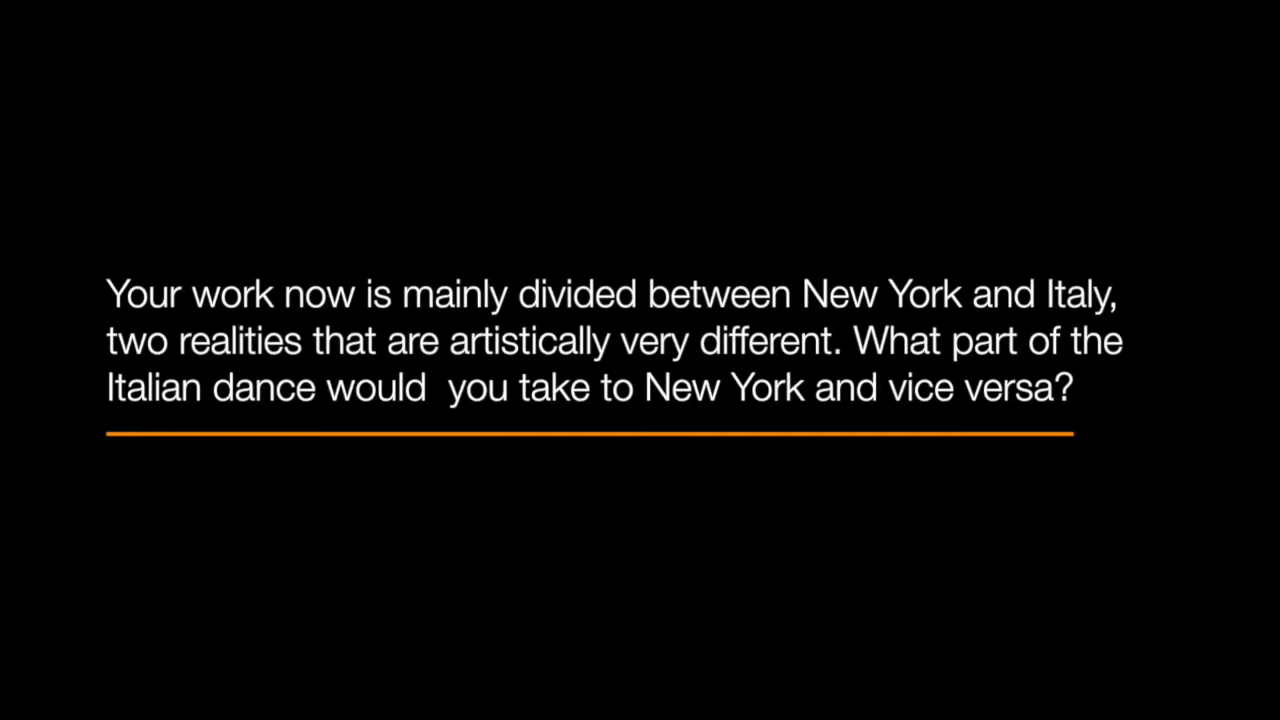 Your work now is mainly divided between New York and Italy,
two realities that are artistically very different. What part of the
Italian dance would  you take to New York and vice versa?